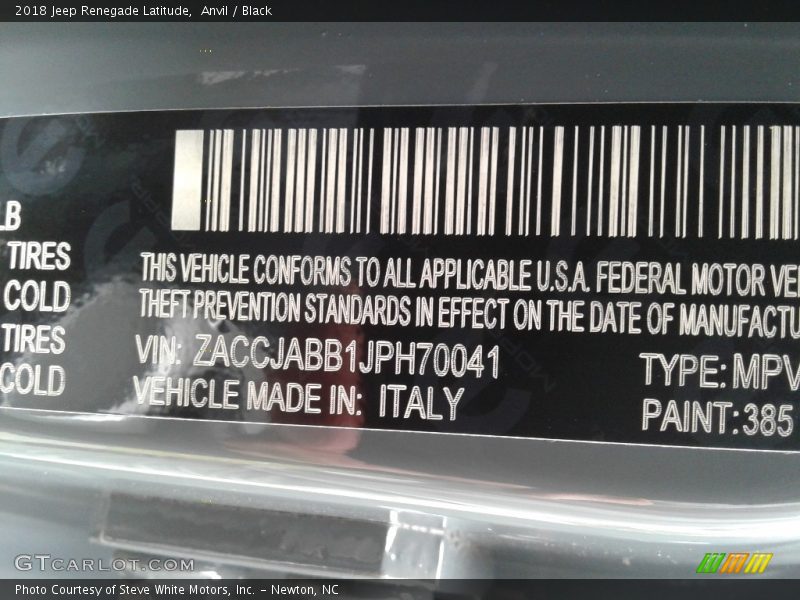 2018 Jeep Renegade Latitude,  Anvil / Black
LB
TIRES
COLD
TIRES
COLD
THIS VEHICLE CONFORMS TO ALL APPLICABLE U.S.A. FEDERAL MOTOR VE
THEFT PREVENTION STANDARDS IN EFFECT ON THE DATE OF MANUFACTU
VIN: ZACCJABB1JPH70041
TYPE: MPV
VEHICLE MADE IN: ITALY
PAINT: 385
GTCARLOT.COM
Photo Courtesy of Steve White Motors, Inc. – Newton, NC